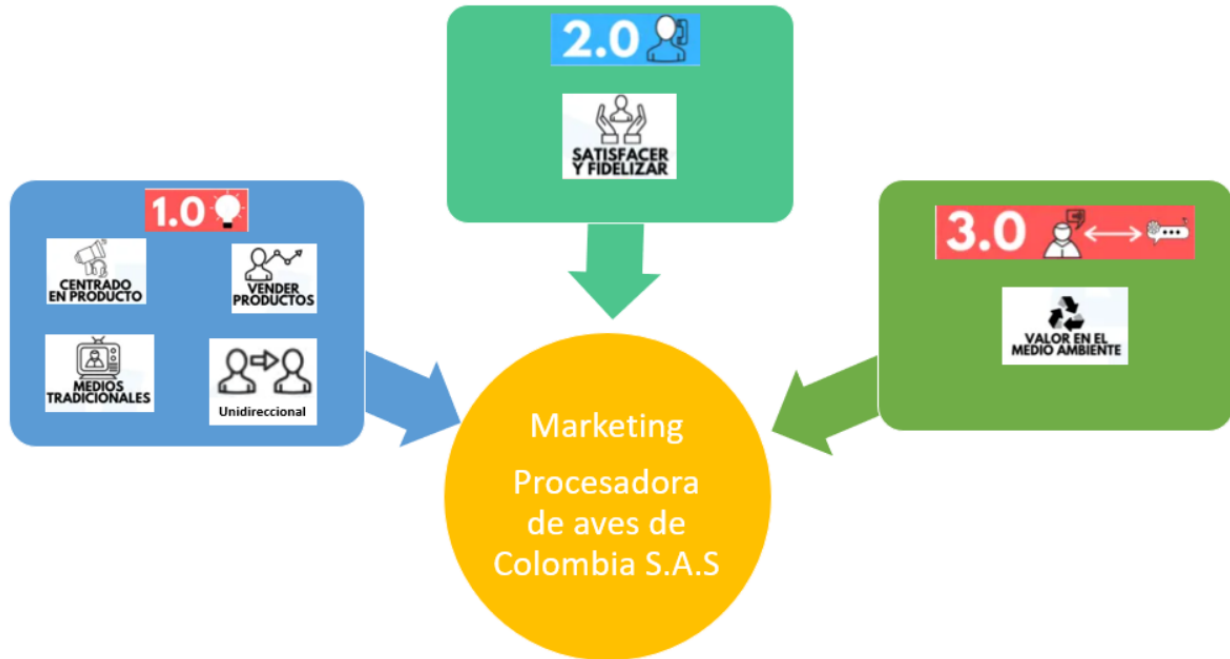 2.0
SATISFACER
Y FIDELIZAR
1.0
CENTRADO
EN PRODUCTO
VENDER
PRODUCTOS
MEDIOS
TRADICIONALES
Unidireccional
3.0
VALOR EN EL
MEDIO AMBIENTE
Marketing
Procesadora
de aves de
Colombia S.A.S